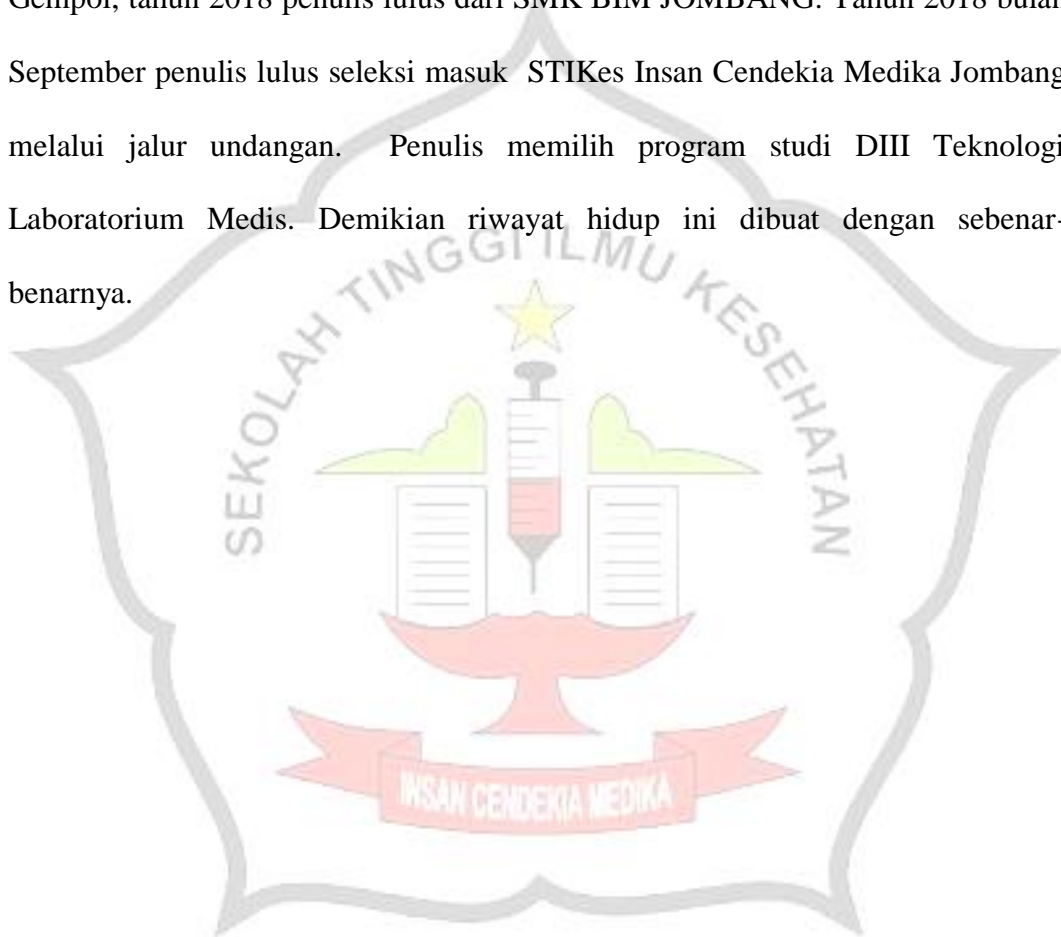 Gempol, tahun 2018 penulis lulus dari SMK BIM JOMBANG. Tahun 2018 bulan
September penulis lulus seleksi masuk STIKes Insan Cendekia Medika Jombang
melalui jalur undangan. Penulis memilih program studi DIII Teknologi
Laboratorium Medis. Demikian riwayat hidup ini dibuat dengan sebenar-
benarnya.
SEKOLAH TINGGI ILMU KESEHATAN
INSAN CENDEKIA MEDIKA